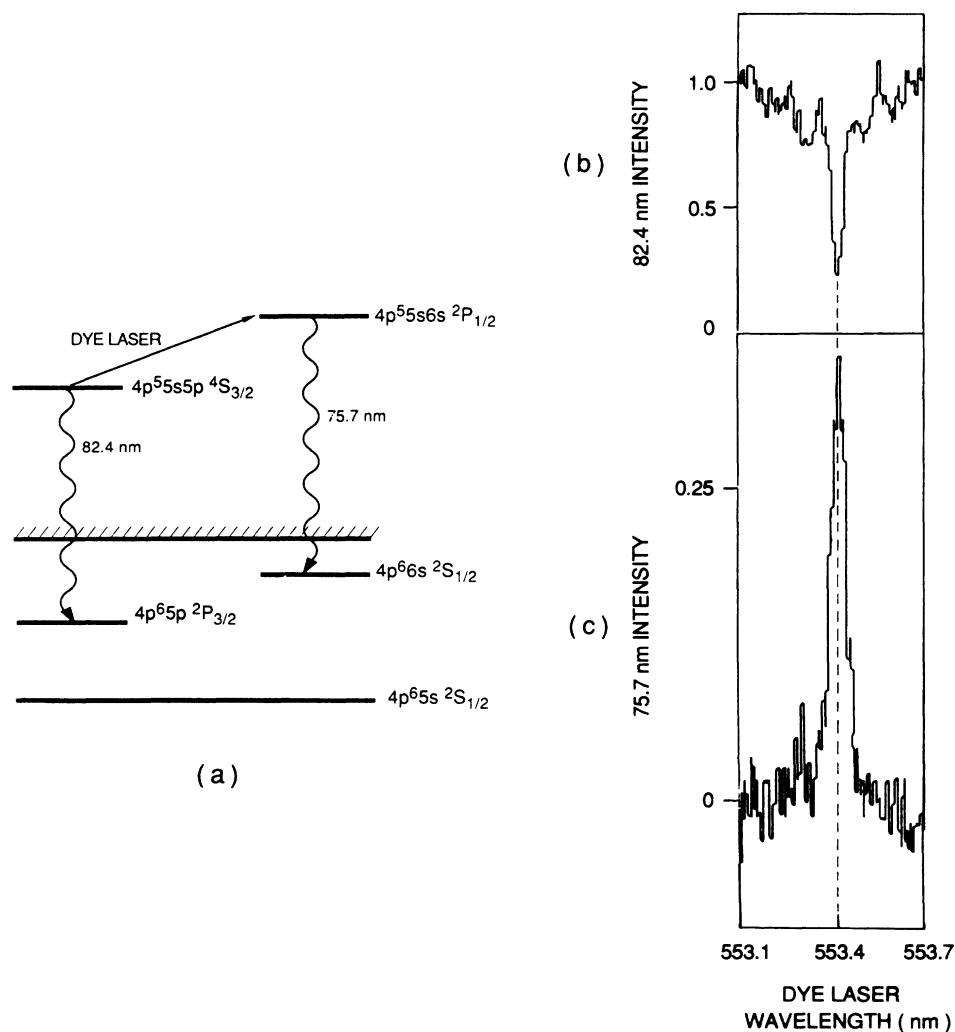 DYE LASER
4p⁵5s6s ²P₁/₂
4p⁵5s5p ⁴S₃/₂
82.4 nm
75.7 nm
4p⁶6s ²S₁/₂
4p⁶5p ²P₃/₂
4p⁶5s ²S₁/₂
(a)
(b)
82.4 nm INTENSITY
1.0
0.5
0
(c)
75.7 nm INTENSITY
0.25
0
553.1 553.4 553.7
DYE LASER
WAVELENGTH (nm)